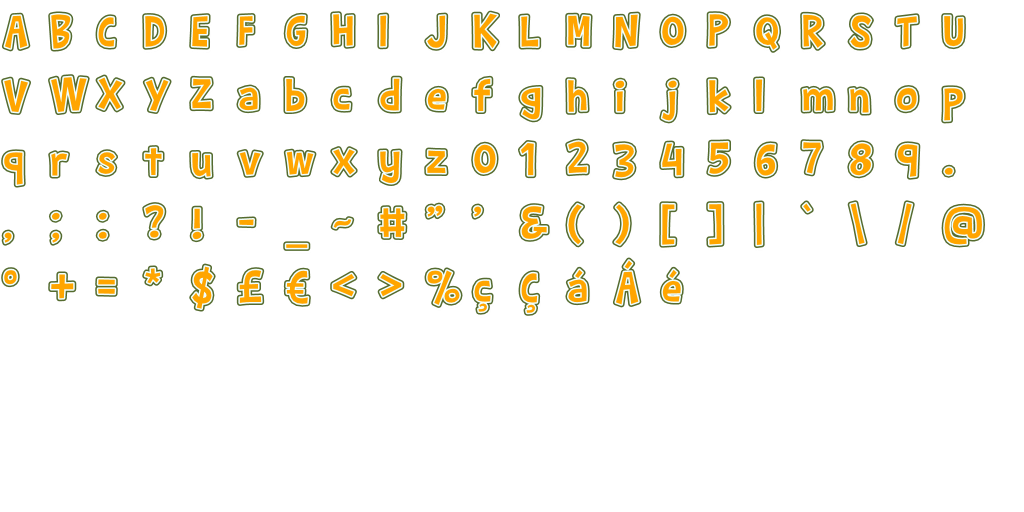 A B C D E F G H I J K L M N O P Q R S T U
V W X Y Z a b c d e f g h i j k l m n o p
q r s t u v w x y z 0 1 2 3 4 5 6 7 8 9 .
, ; : ? ! - _ ~ # " ' & ( ) [ ] | ` \ / @
° + = * $ £ € < > % ç Ç á Á é